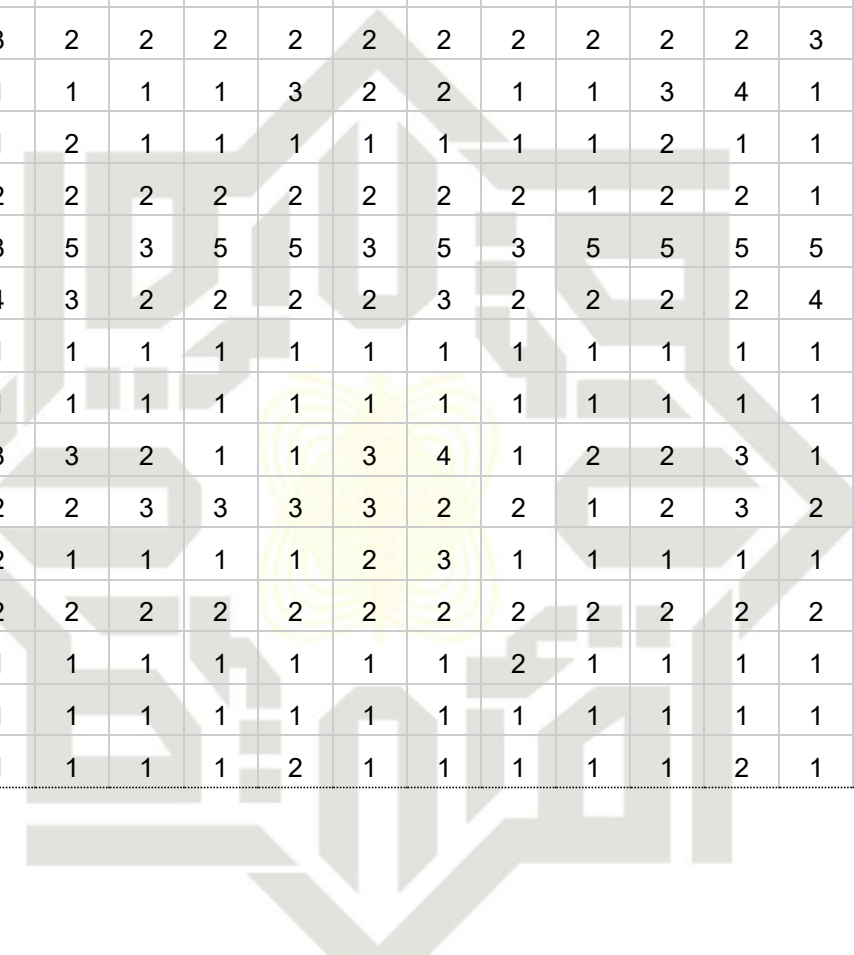 3 2 2 2 2 2 2 2 2 2 2 3
1 1 1 3 2 2 1 1 3 4 1
2 1 1 1 1 1 1 1 2 1 1
2 2 2 2 2 2 2 2 1 2 2 1
3 5 3 5 5 3 5 3 5 5 5 5
4 3 2 2 2 2 3 2 2 2 2 4
1 1 1 1 1 1 1 1 1 1 1
1 1 1 1 1 1 1 1 1 1 1
3 3 2 1 1 3 4 1 2 2 3 1
2 2 3 3 3 3 2 2 1 2 3 2
2 1 1 1 1 2 3 1 1 1 1 1
2 2 2 2 2 2 2 2 2 2 2 2
1 1 1 1 1 1 2 1 1 1 1
1 1 1 1 1 1 1 1 1 1 1
1 1 1 2 1 1 1 1 1 2 1